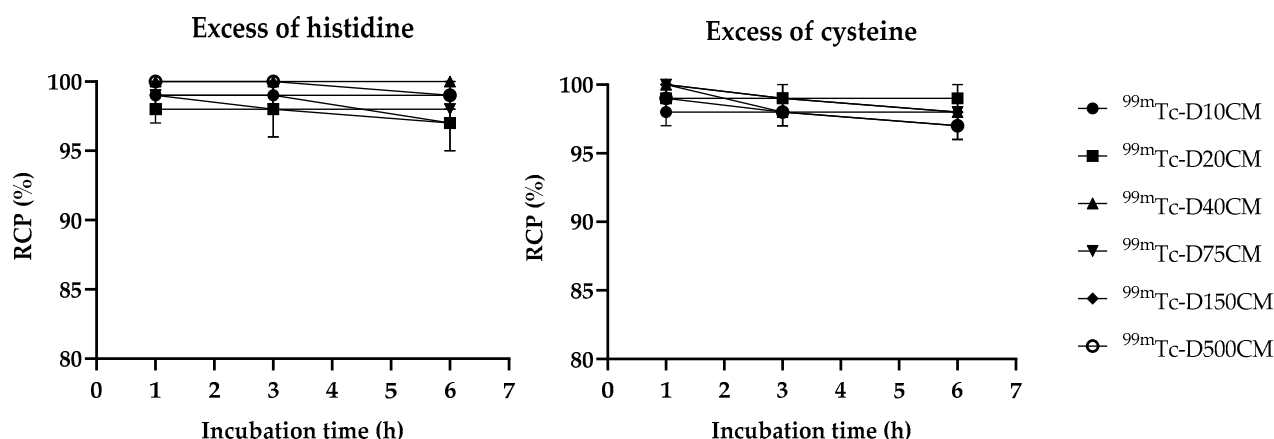 Excess of histidine
100
95
90
85
80
RCP (%)
0 1 2 3 4 5 6 7
Incubation time (h)
Excess of cysteine
100
95
90
85
80
RCP (%)
0 1 2 3 4 5 6 7
Incubation time (h)
99mTc-D10CM
99mTc-D20CM
99mTc-D40CM
99mTc-D75CM
99mTc-D150CM
99mTc-D500CM